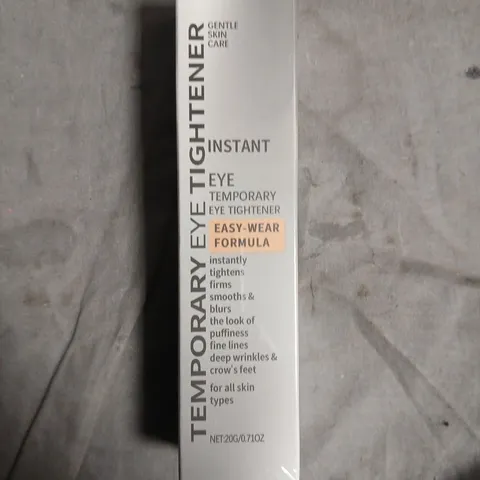 TEMPORARY EYE TIGHTENER
GENTLE
SKIN
CARE
INSTANT
EYE
TEMPORARY
EYE TIGHTENER
EASY-WEAR
FORMULA
instantly
tightens
firms
smooths &
blurs
the look of
puffiness
fine lines
deep wrinkles &
crow's feet
for all skin
types
NET:20G/0.71OZ